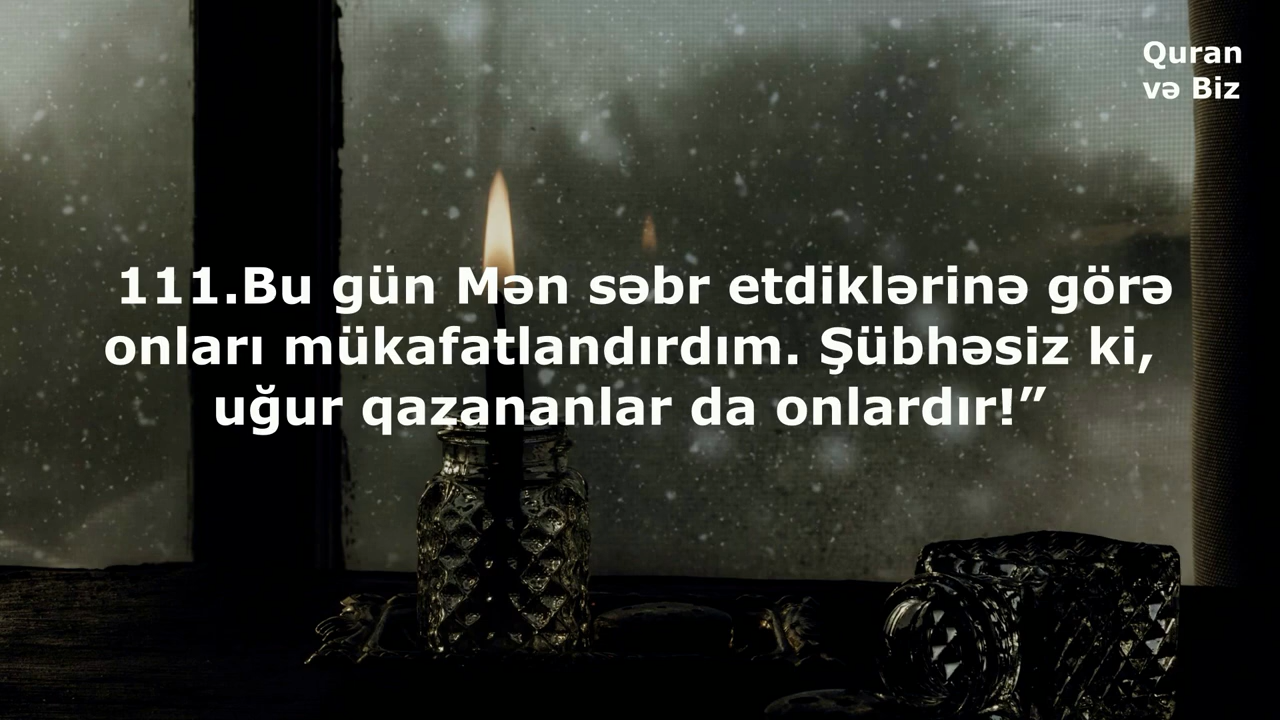 Quran
və Biz
111.Bu gün Mən səbr etdiklərinə görə
onları mükafatlandırdım. Şübhəsiz ki,
uğur qazananlar da onlardır!”